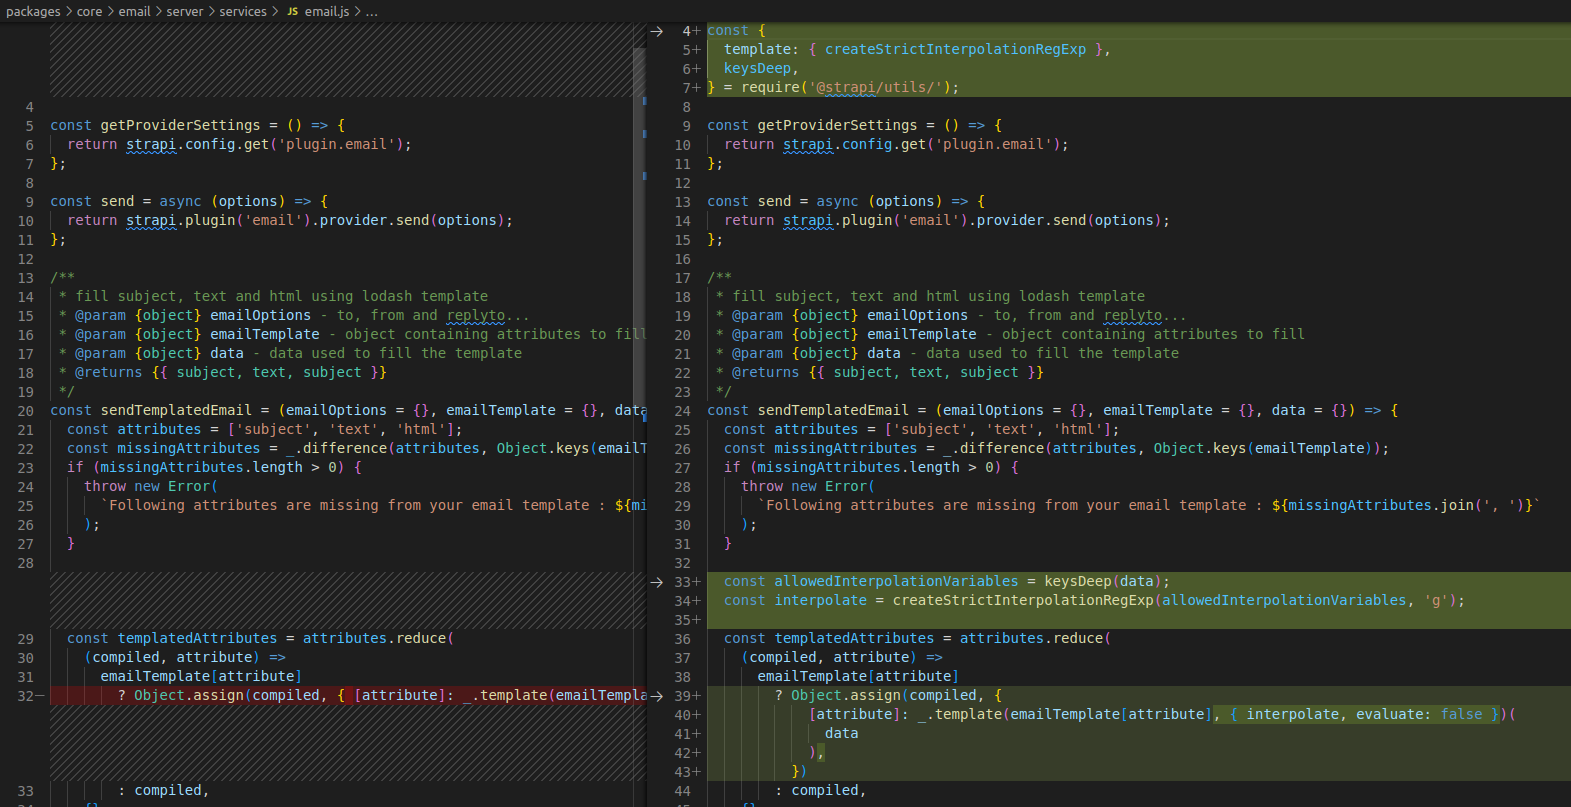 packages > core > email > server > services > JS email.js > ...
4
5 const getProviderSettings = () => {
6 return strapi.config.get('plugin.email');
7 };
8
9 const send = async (options) => {
10 return strapi.plugin('email').provider.send(options);
11 };
12
13 /**
14 * fill subject, text and html using lodash template
15 * @param {object} emailOptions - to, from and replyto...
16 * @param {object} emailTemplate - object containing attributes to fill
17 * @param {object} data - data used to fill the template
18 * @returns {{ subject, text, subject }}
19 */
20 const sendTemplatedEmail = (emailOptions = {}, emailTemplate = {}, data
21 const attributes = ['subject', 'text', 'html'];
22 const missingAttributes = _.difference(attributes, Object.keys(emailT
23 if (missingAttributes.length > 0) {
24 throw new Error(
25 `Following attributes are missing from your email template : ${mi
26 );
27 }
28
29 const templatedAttributes = attributes.reduce(
30 (compiled, attribute) =>
31 emailTemplate[attribute]
32− ? Object.assign(compiled, { [attribute]: _.template(emailTempla
33 : compiled,
4+ const {
5+ template: { createStrictInterpolationRegExp },
6+ keysDeep,
7+ } = require('@strapi/utils/');
8
9 const getProviderSettings = () => {
10 return strapi.config.get('plugin.email');
11 };
12
13 const send = async (options) => {
14 return strapi.plugin('email').provider.send(options);
15 };
16
17 /**
18 * fill subject, text and html using lodash template
19 * @param {object} emailOptions - to, from and replyto...
20 * @param {object} emailTemplate - object containing attributes to fill
21 * @param {object} data - data used to fill the template
22 * @returns {{ subject, text, subject }}
23 */
24 const sendTemplatedEmail = (emailOptions = {}, emailTemplate = {}, data = {}) => {
25 const attributes = ['subject', 'text', 'html'];
26 const missingAttributes = _.difference(attributes, Object.keys(emailTemplate));
27 if (missingAttributes.length > 0) {
28 throw new Error(
29 `Following attributes are missing from your email template : ${missingAttributes.join(', ')}`
30 );
31 }
32
33+ const allowedInterpolationVariables = keysDeep(data);
34+ const interpolate = createStrictInterpolationRegExp(allowedInterpolationVariables, 'g');
35+
36 const templatedAttributes = attributes.reduce(
37 (compiled, attribute) =>
38 emailTemplate[attribute]
39+ ? Object.assign(compiled, {
40+ [attribute]: _.template(emailTemplate[attribute], { interpolate, evaluate: false })(
41+ data
42+ ),
43+ })
44 : compiled,